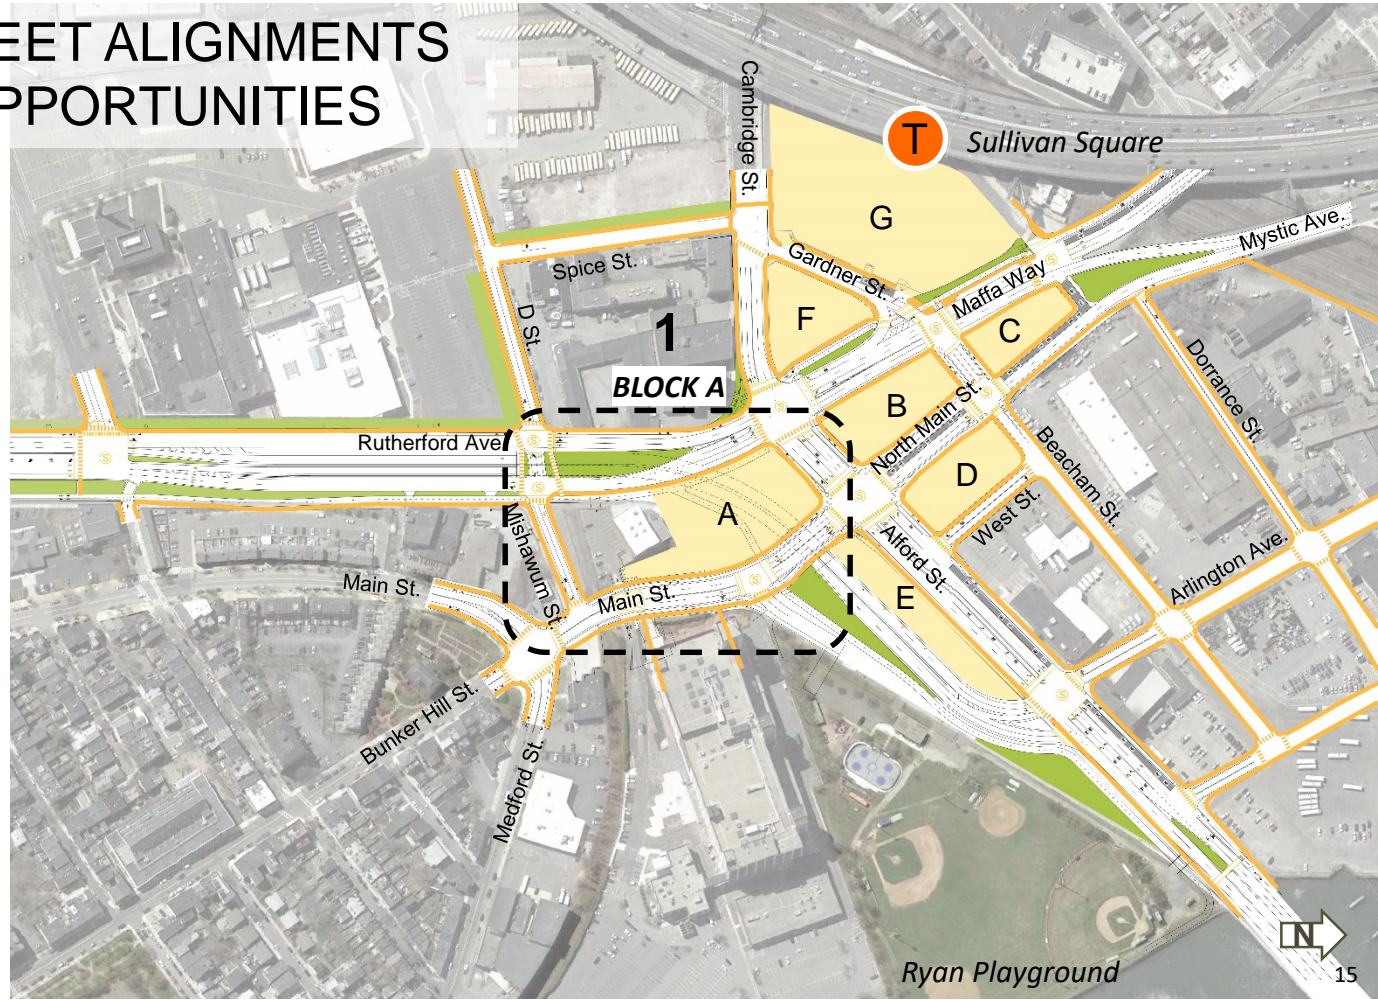 EET ALIGNMENTS
PPORTUNITIES
Cambridge St.
T
Sullivan Square
G
Mystic Ave.
Gardner St.
Maffa Way
Spice St.
D St.
F
C
1
BLOCK A
B
North Main St.
Dorrance St.
Rutherford Ave
Beacham St.
D
A
West St.
Mishawum St.
Alford St.
Main St.
Main St.
E
Arlington Ave.
Bunker Hill St.
Medford St.
N
Ryan Playground
15